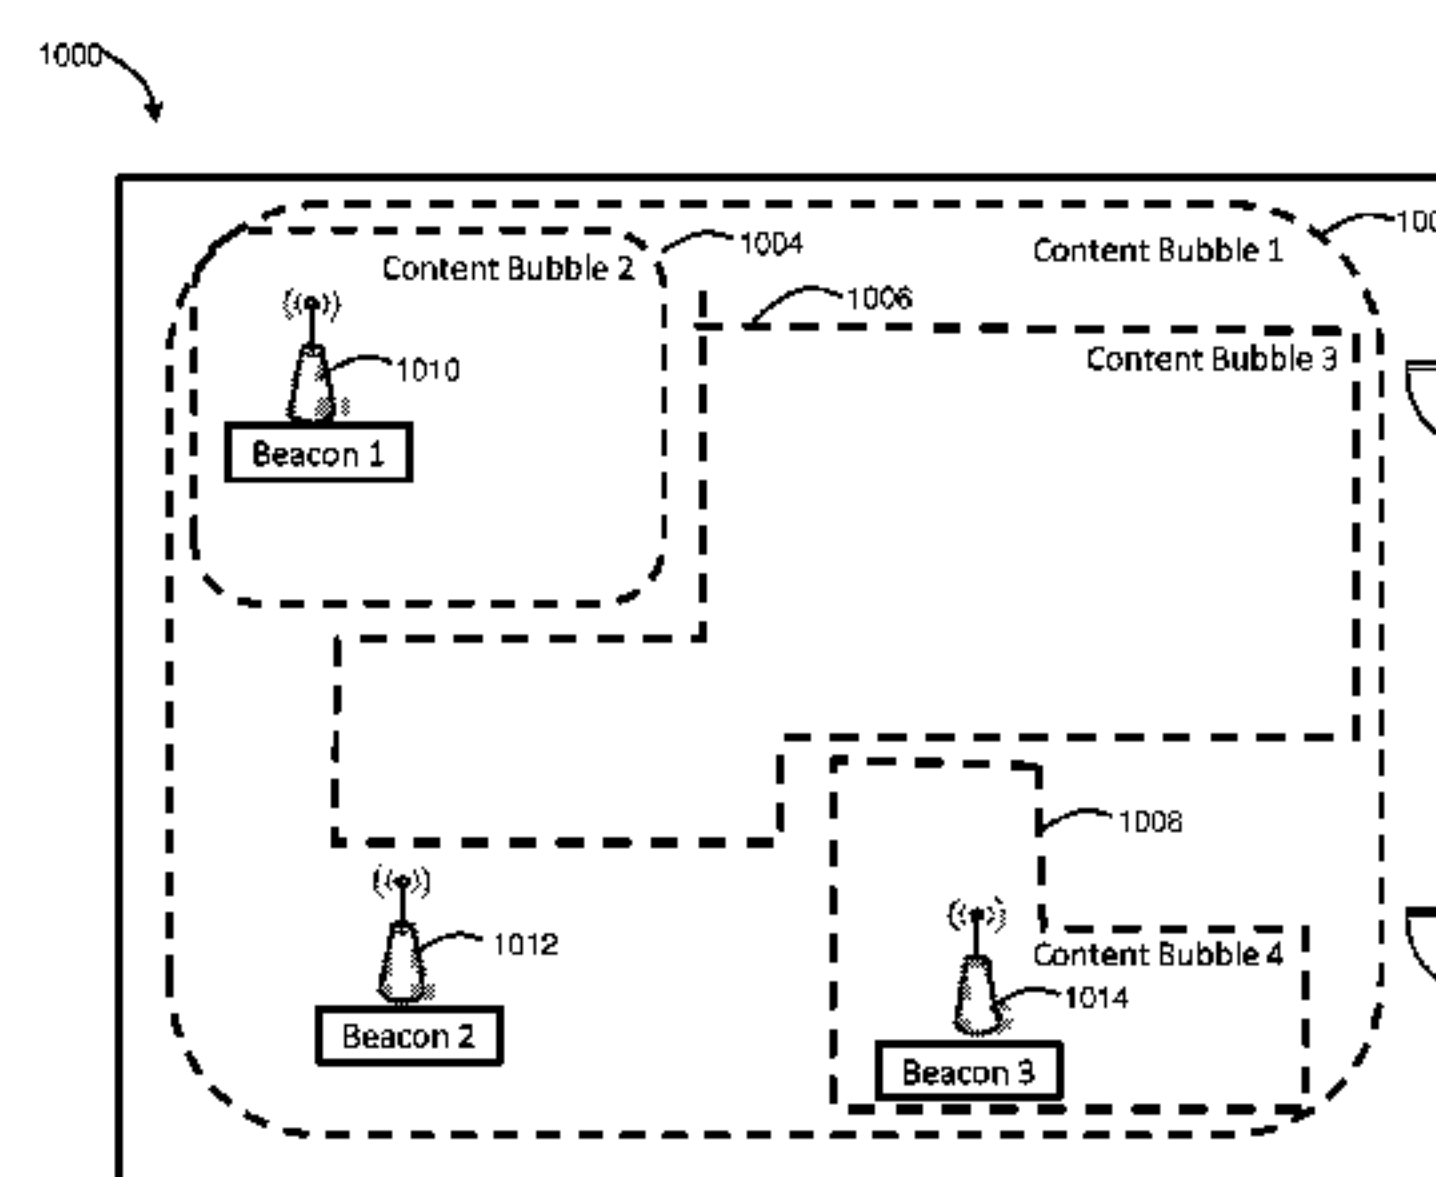 1000
100
Content Bubble 1
1004
Content Bubble 2
1006
Content Bubble 3
1010
Beacon 1
1008
1012
Content Bubble 4
1014
Beacon 2
Beacon 3